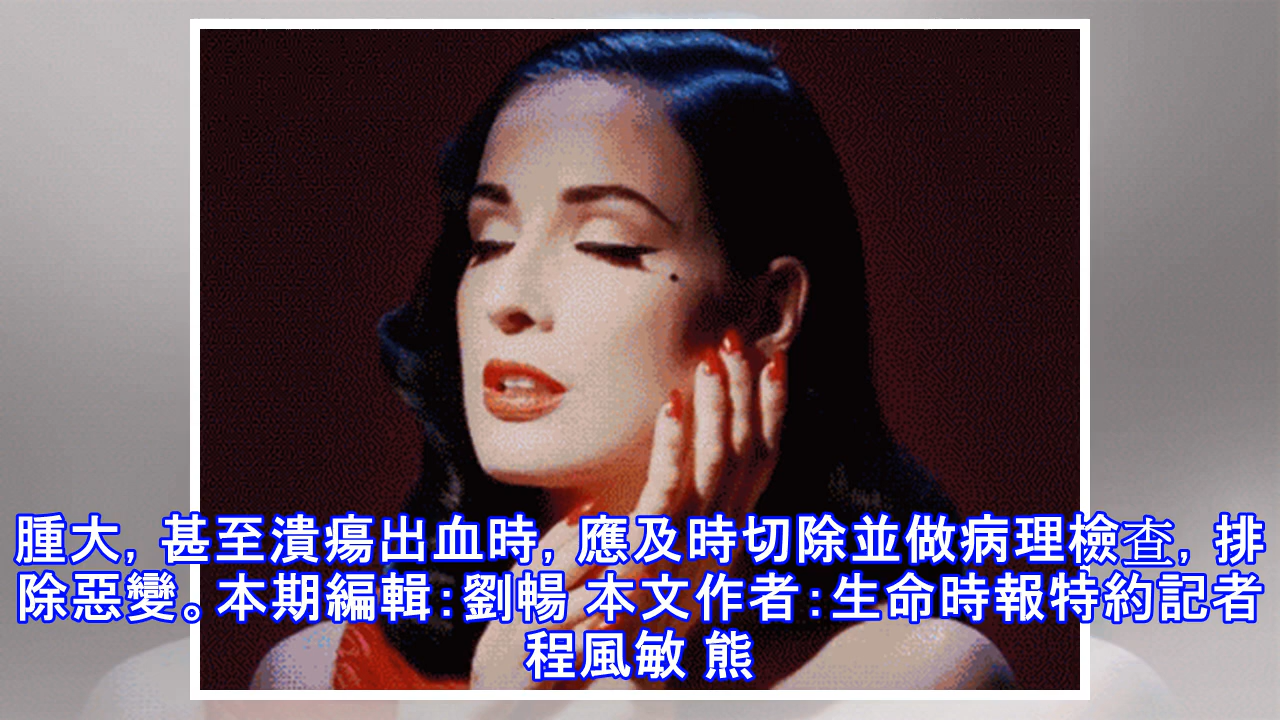 腫大，甚至潰瘍出血時，應及時切除並做病理檢查，排
除惡變。本期編輯：劉暢 本文作者：生命時報特約記者
程風敏 熊